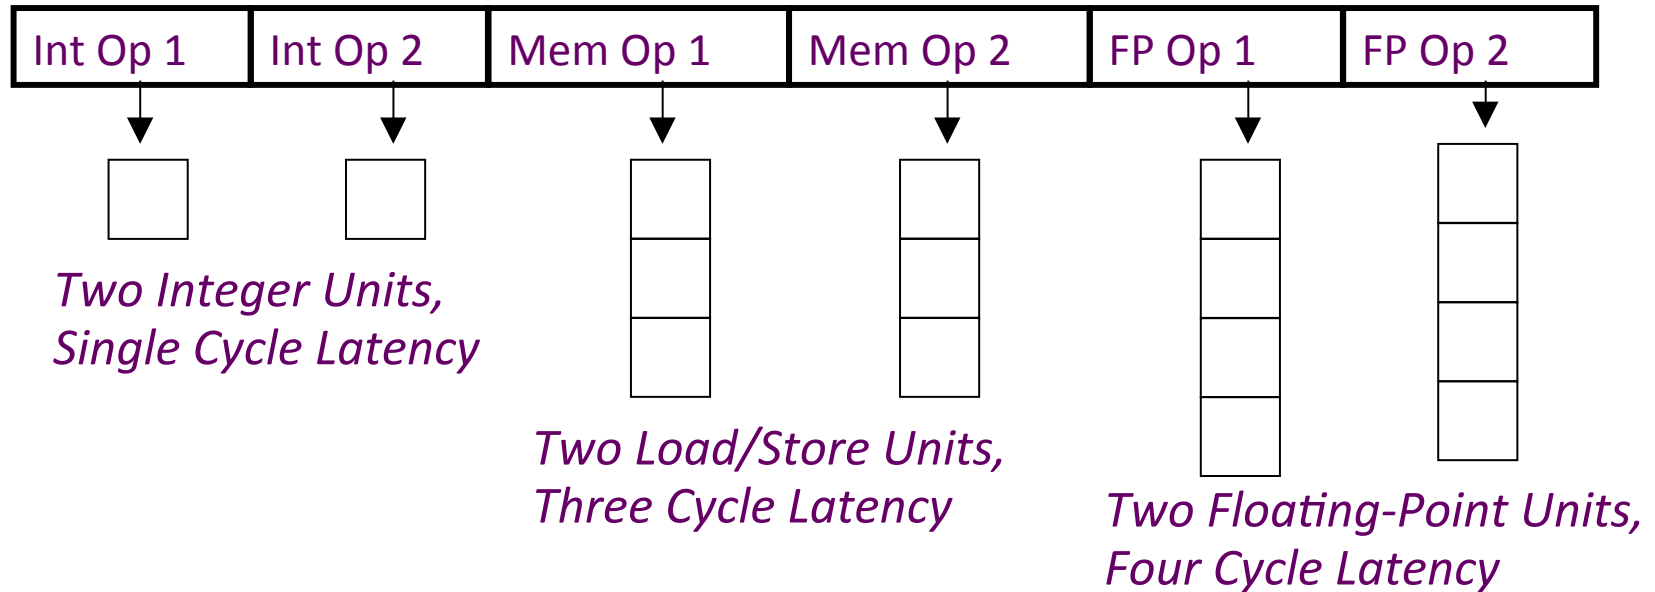 Int Op 1 Int Op 2 Mem Op 1 Mem Op 2 FP Op 1 FP Op 2
Two Integer Units,
Single Cycle Latency
Two Load/Store Units,
Three Cycle Latency
Two Floating-Point Units,
Four Cycle Latency